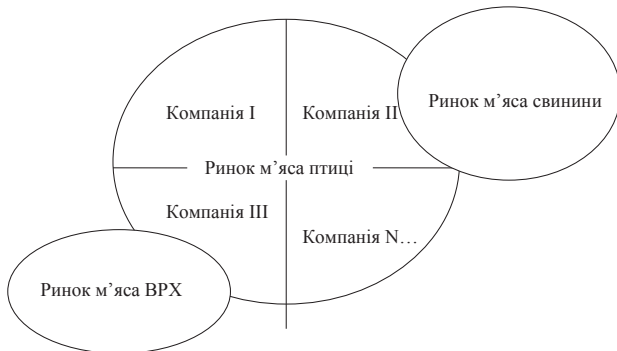 Компанія I
Компанія II
Ринок м’яса свинини
Ринок м’яса птиці
Компанія III
Компанія N…
Ринок м’яса ВРХ